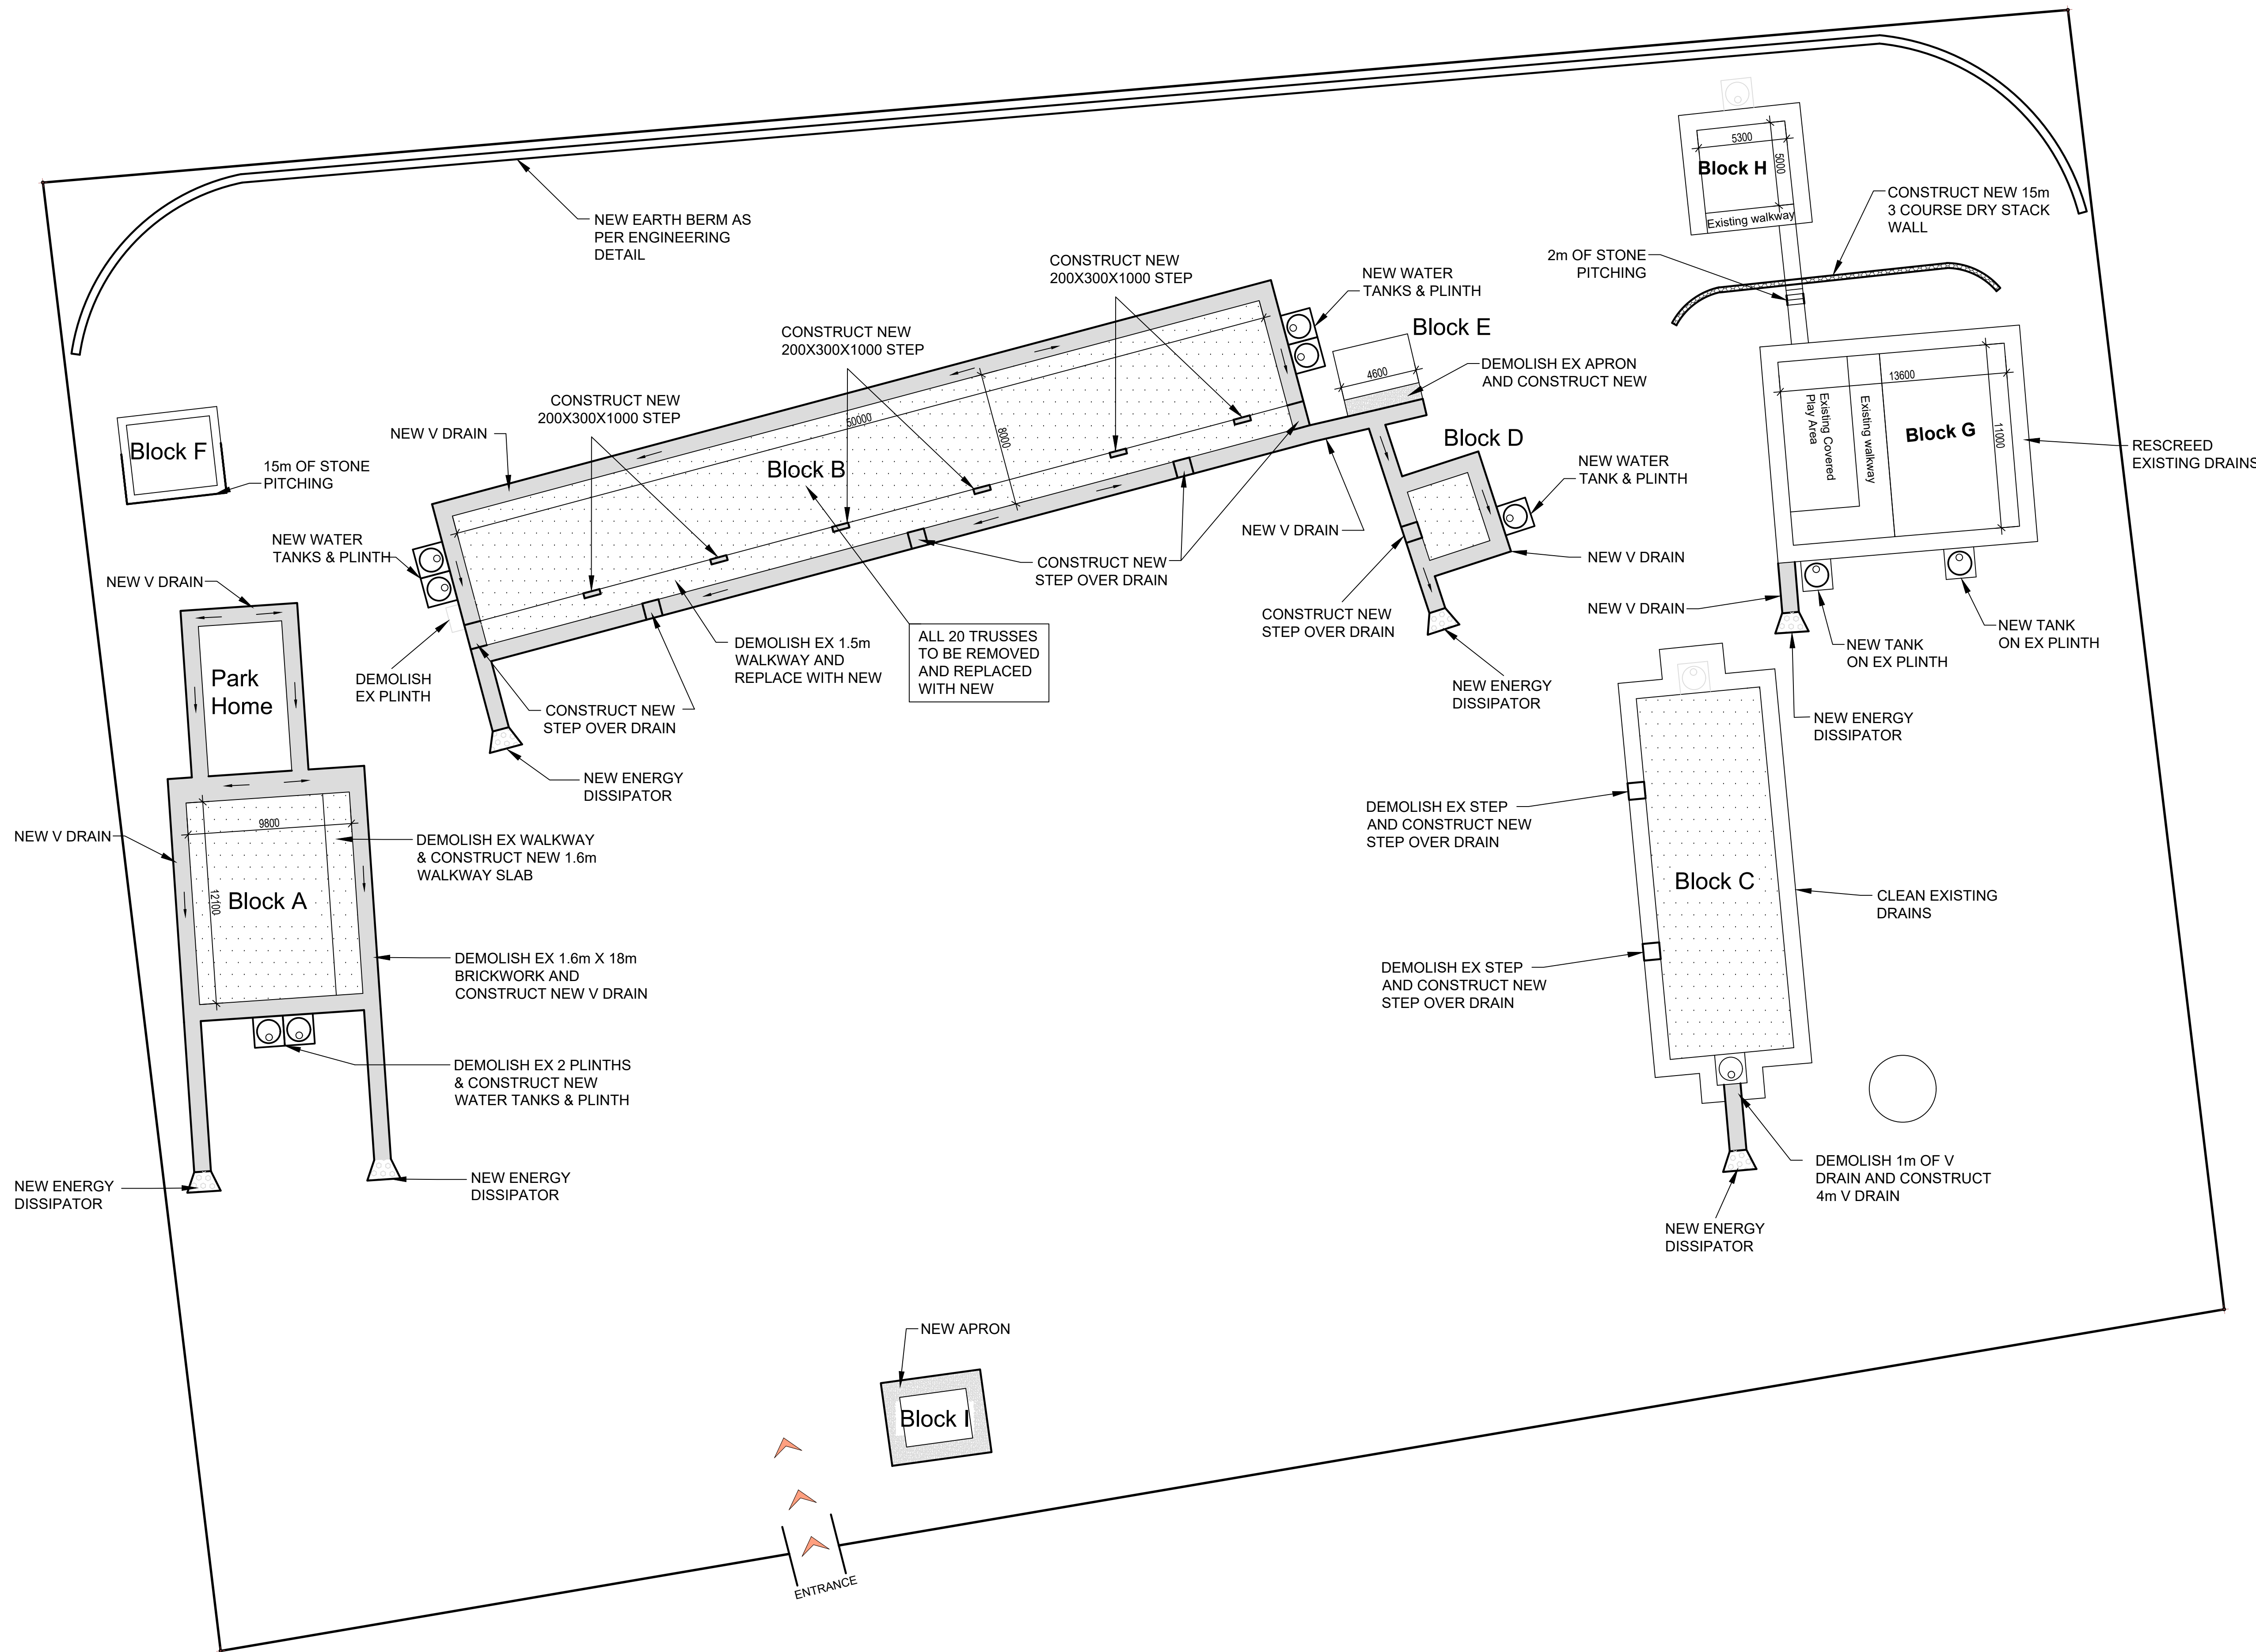 5300
5000
Block H
Existing walkway
CONSTRUCT NEW 15m
3 COURSE DRY STACK
WALL
NEW EARTH BERM AS
PER ENGINEERING
DETAIL
2m OF STONE
PITCHING
CONSTRUCT NEW
200X300X1000 STEP
NEW WATER
TANKS & PLINTH
CONSTRUCT NEW
200X300X1000 STEP
Block E
DEMOLISH EX APRON
AND CONSTRUCT NEW
4600
13600
CONSTRUCT NEW
200X300X1000 STEP
50000
8000
Existing Covered
Play Area
Existing walkway
Block G
11000
NEW V DRAIN
Block F
15m OF STONE
PITCHING
Block B
Block D
RESCREED
EXISTING DRAINS
NEW WATER
TANK & PLINTH
NEW V DRAIN
NEW WATER
TANKS & PLINTH
NEW V DRAIN
CONSTRUCT NEW
STEP OVER DRAIN
NEW V DRAIN
CONSTRUCT NEW
STEP OVER DRAIN
NEW V DRAIN
NEW TANK
ON EX PLINTH
NEW TANK
ON EX PLINTH
ALL 20 TRUSSES
TO BE REMOVED
AND REPLACED
WITH NEW
DEMOLISH EX 1.5m
WALKWAY AND
REPLACE WITH NEW
Park
Home
DEMOLISH
EX PLINTH
CONSTRUCT NEW
STEP OVER DRAIN
NEW ENERGY
DISSIPATOR
NEW ENERGY
DISSIPATOR
NEW ENERGY
DISSIPATOR
DEMOLISH EX STEP
AND CONSTRUCT NEW
STEP OVER DRAIN
NEW V DRAIN
9800
DEMOLISH EX WALKWAY
& CONSTRUCT NEW 1.6m
WALKWAY SLAB
12100
Block A
Block C
CLEAN EXISTING
DRAINS
DEMOLISH EX 1.6m X 18m
BRICKWORK AND
CONSTRUCT NEW V DRAIN
DEMOLISH EX STEP
AND CONSTRUCT NEW
STEP OVER DRAIN
DEMOLISH EX 2 PLINTHS
& CONSTRUCT NEW
WATER TANKS & PLINTH
NEW ENERGY
DISSIPATOR
NEW ENERGY
DISSIPATOR
DEMOLISH 1m OF V
DRAIN AND CONSTRUCT
4m V DRAIN
NEW ENERGY
DISSIPATOR
NEW APRON
Block I
ENTRANCE